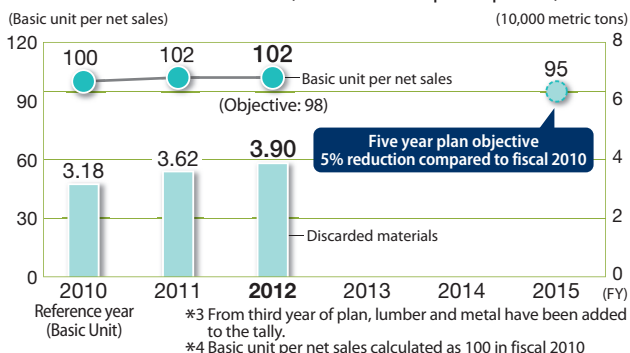 (Basic unit per net sales)
(10,000 metric tons)
120
90
60
30
0
8
6
4
2
0
100
102
102
95
Basic unit per net sales
(Objective: 98)
Five year plan objective
5% reduction compared to fiscal 2010
3.18
3.62
3.90
Discarded materials
2010
2011
2012
2013
2014
2015
(FY)
Reference year
(Basic Unit)
*3 From third year of plan, lumber and metal have been added
to the tally.
*4 Basic unit per net sales calculated as 100 in fiscal 2010